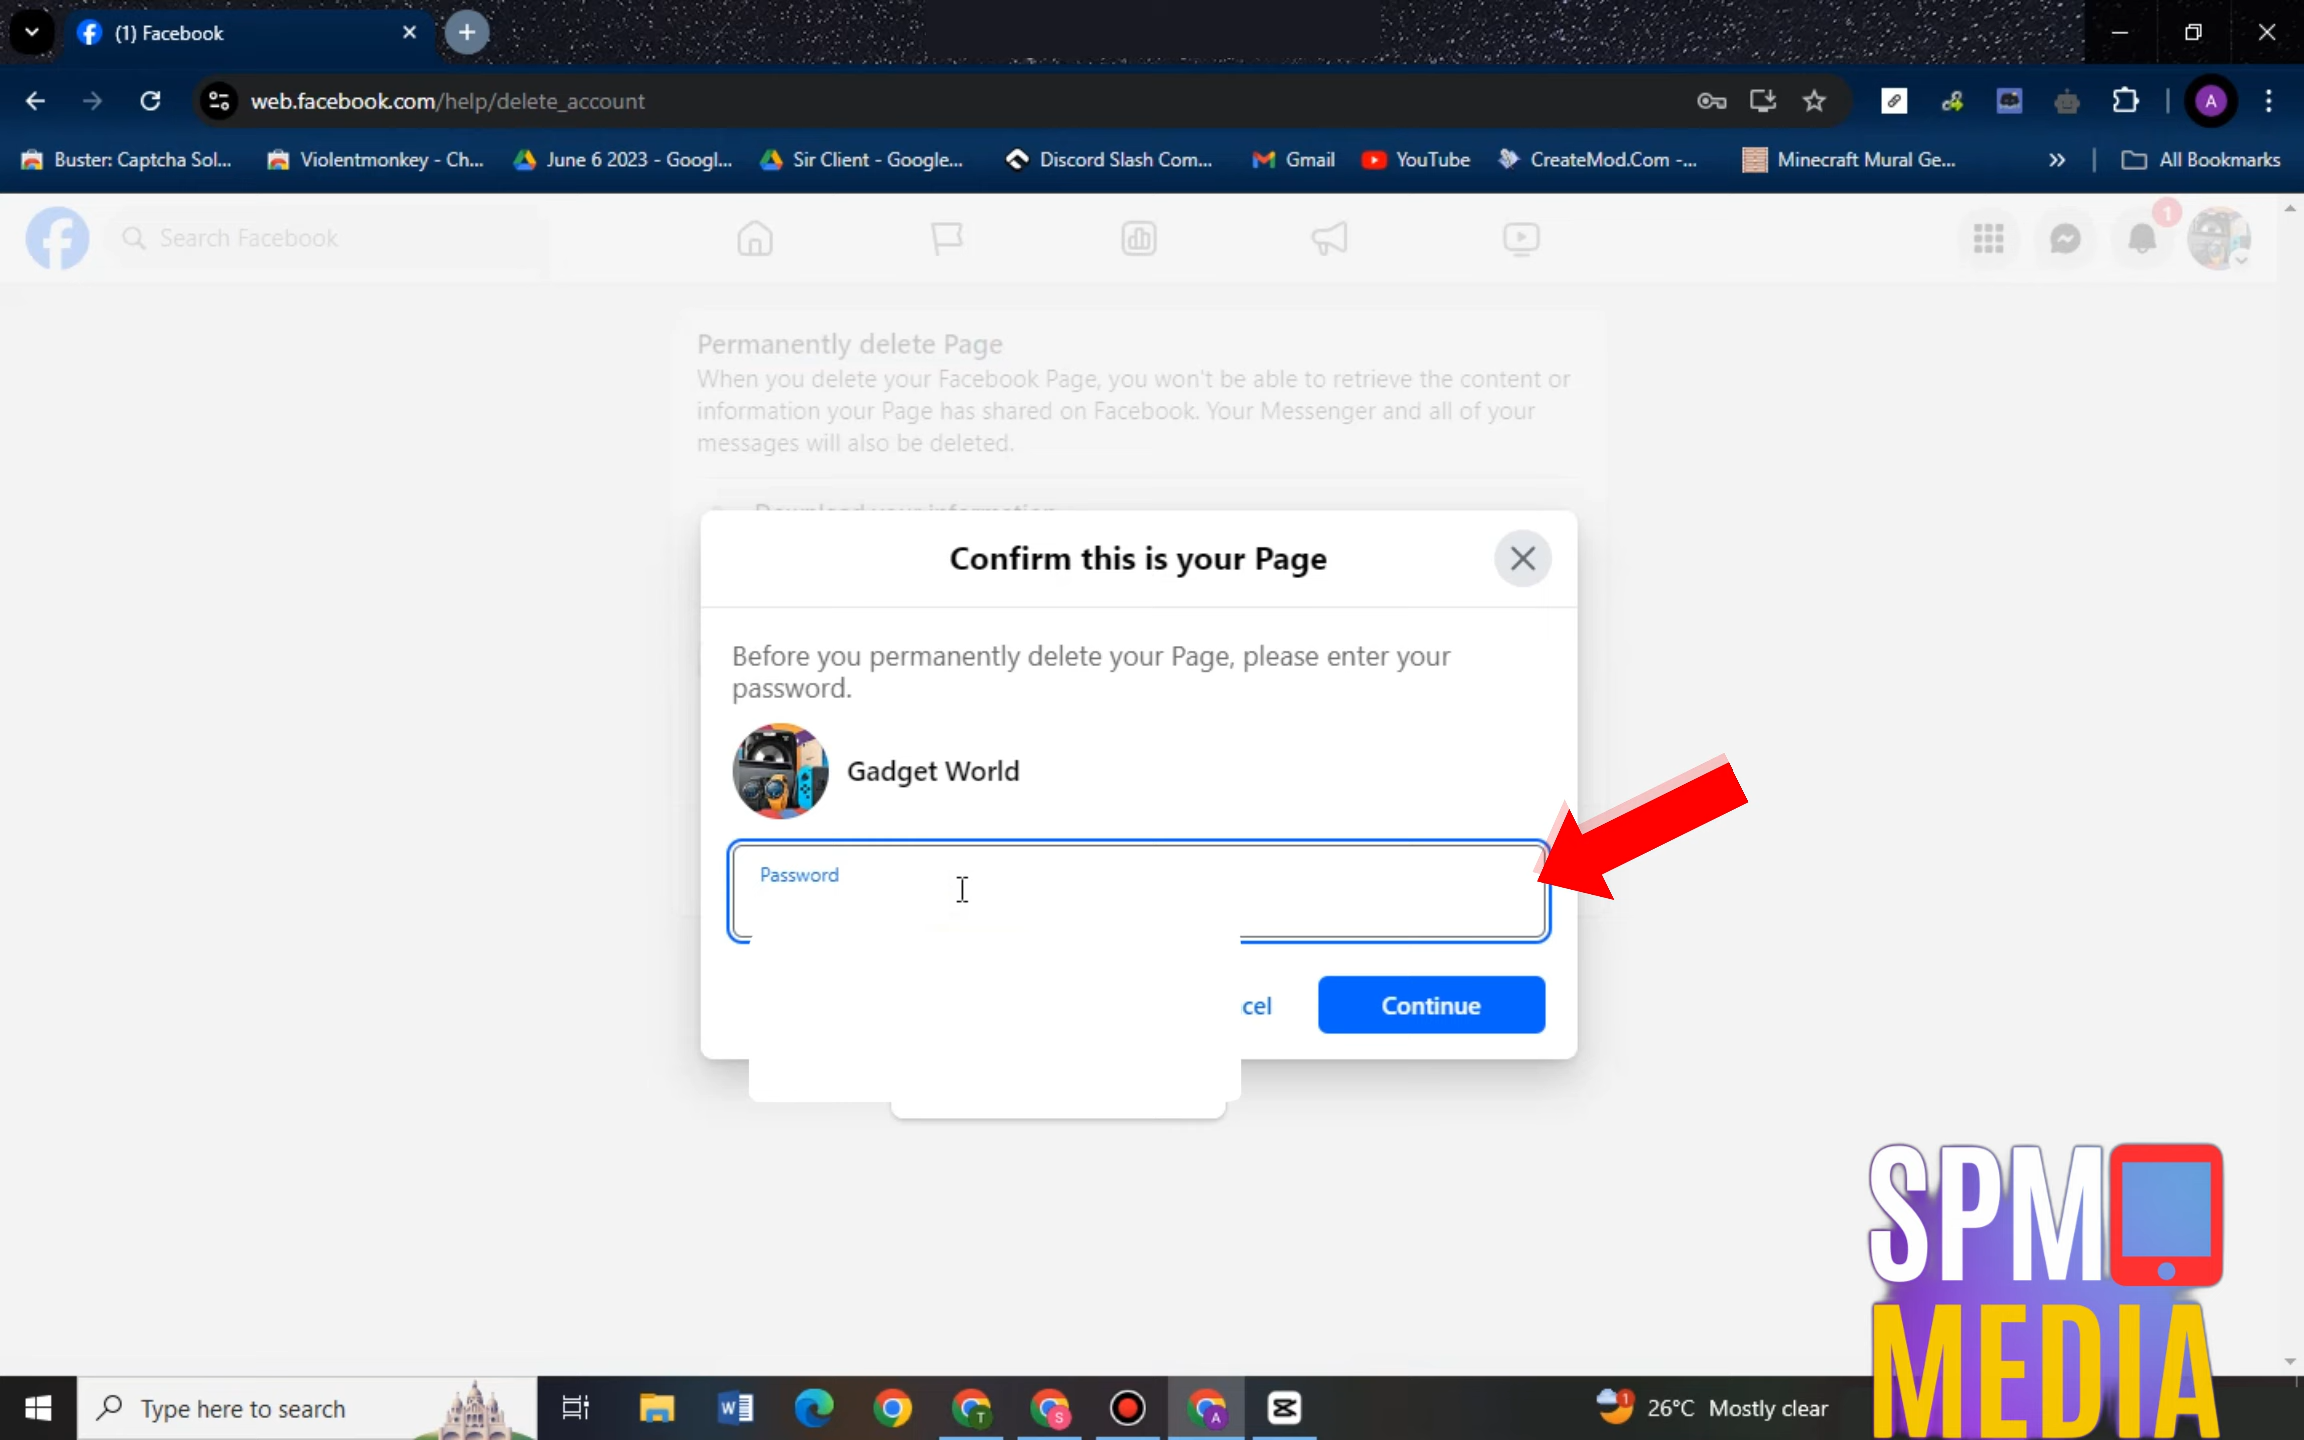 (1) Facebook
web.facebook.com/help/delete_account
A
Buster: Captcha Sol...
Violentmonkey - Ch...
June 6 2023 - Googl...
Sir Client - Google...
Discord Slash Com...
Gmail
YouTube
CreateMod.Com -...
Minecraft Mural Ge...
All Bookmarks
Search Facebook
1
Permanently delete Page
When you delete your Facebook Page, you won't be able to retrieve the content or
information your Page has shared on Facebook. Your Messenger and all of your
messages will also be deleted.
Download your information
Confirm this is your Page
Before you permanently delete your Page, please enter your
password.
Gadget World
Password
cel
Continue
SPM
MEDIA
Type here to search
T
S
A
1
26°C Mostly clear